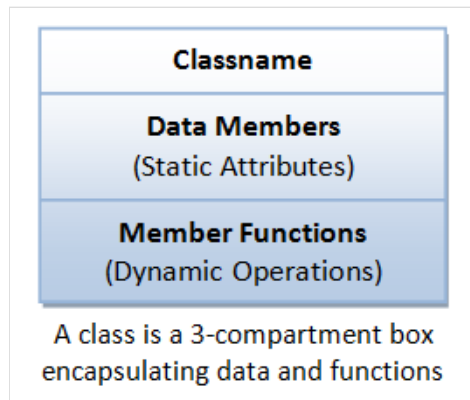 Classname
Data Members
(Static Attributes)
Member Functions
(Dynamic Operations)
A class is a 3-compartment box
encapsulating data and functions